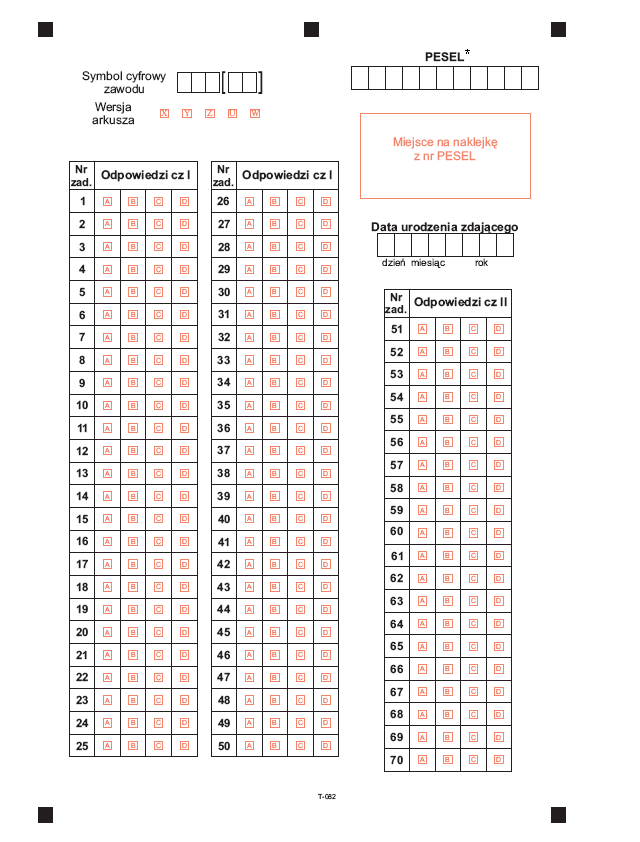 PESEL*
Symbol cyfrowy
zawodu
[ ]
Wersja
arkusza
X Y Z U W
Miejsce na naklejkę
z nr PESEL
Data urodzenia zdającego
dzień miesiąc rok
Nr
zad.
Odpowiedzi cz I
1 A B C D
2 A B C D
3 A B C D
4 A B C D
5 A B C D
6 A B C D
7 A B C D
8 A B C D
9 A B C D
10 A B C D
11 A B C D
12 A B C D
13 A B C D
14 A B C D
15 A B C D
16 A B C D
17 A B C D
18 A B C D
19 A B C D
20 A B C D
21 A B C D
22 A B C D
23 A B C D
24 A B C D
25 A B C D
Nr
zad.
Odpowiedzi cz I
26 A B C D
27 A B C D
28 A B C D
29 A B C D
30 A B C D
31 A B C D
32 A B C D
33 A B C D
34 A B C D
35 A B C D
36 A B C D
37 A B C D
38 A B C D
39 A B C D
40 A B C D
41 A B C D
42 A B C D
43 A B C D
44 A B C D
45 A B C D
46 A B C D
47 A B C D
48 A B C D
49 A B C D
50 A B C D
Nr
zad.
Odpowiedzi cz II
51 A B C D
52 A B C D
53 A B C D
54 A B C D
55 A B C D
56 A B C D
57 A B C D
58 A B C D
59 A B C D
60 A B C D
61 A B C D
62 A B C D
63 A B C D
64 A B C D
65 A B C D
66 A B C D
67 A B C D
68 A B C D
69 A B C D
70 A B C D
T-082